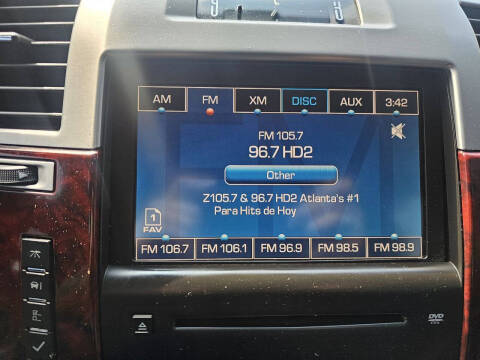 AM FM XM DISC AUX 3:42
FM 105.7
96.7 HD2
Other
Z105.7 & 96.7 HD2 Atlanta's #1
Para Hits de Hoy
1
FAV
FM 106.7 FM 106.1 FM 96.9 FM 98.5 FM 98.9
DVD